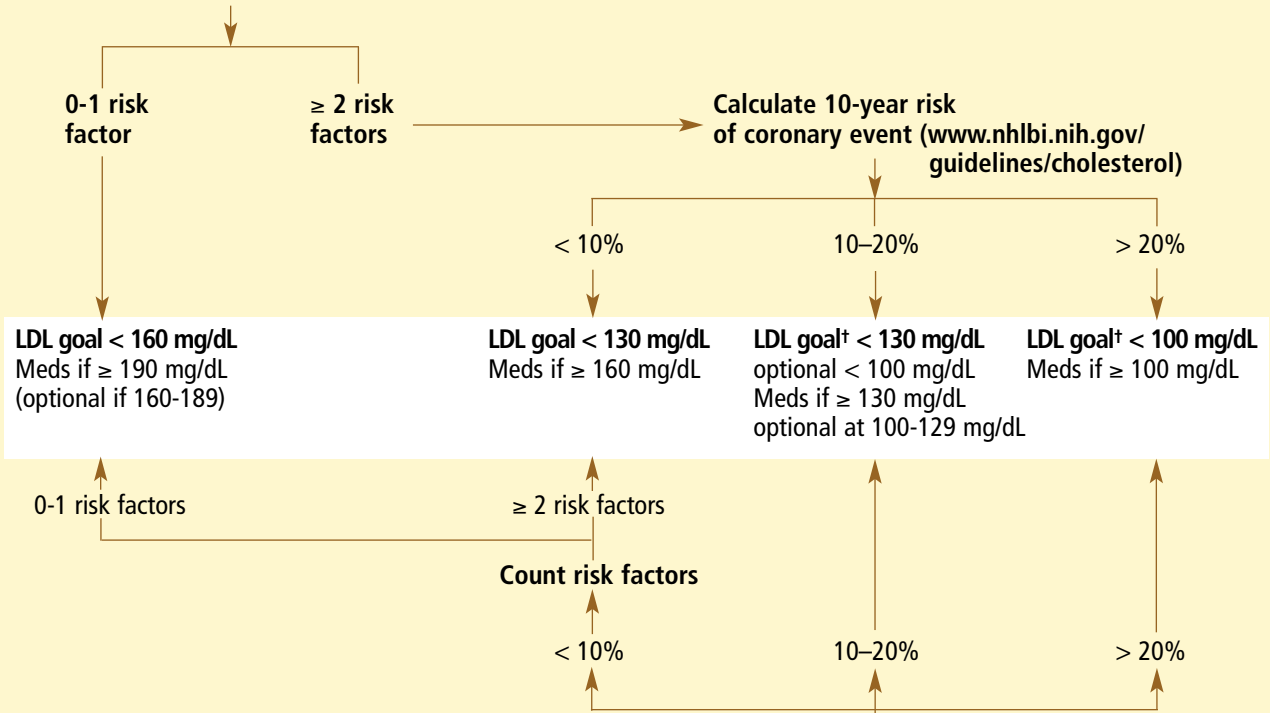 0-1 risk
factor
≥ 2 risk
factors
Calculate 10-year risk
of coronary event (www.nhlbi.nih.gov/
guidelines/cholesterol)
< 10%
10–20%
> 20%
LDL goal < 160 mg/dL
Meds if ≥ 190 mg/dL
(optional if 160-189)
LDL goal < 130 mg/dL
Meds if ≥ 160 mg/dL
LDL goal† < 130 mg/dL
optional < 100 mg/dL
Meds if ≥ 130 mg/dL
optional at 100-129 mg/dL
LDL goal† < 100 mg/dL
Meds if ≥ 100 mg/dL
0-1 risk factors
≥ 2 risk factors
Count risk factors
< 10%
10–20%
> 20%